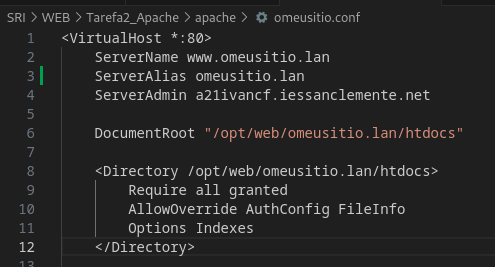 SRI > WEB > Tarefa2_Apache > apache > omeusitio.conf
1 <VirtualHost *:80>
2 ServerName www.omeusitio.lan
3 ServerAlias omeusitio.lan
4 ServerAdmin a21ivancf.iessanclemente.net
5
6 DocumentRoot "/opt/web/omeusitio.lan/htdocs"
7
8 <Directory /opt/web/omeusitio.lan/htdocs>
9 Require all granted
10 AllowOverride AuthConfig FileInfo
11 Options Indexes
12 </Directory>
13